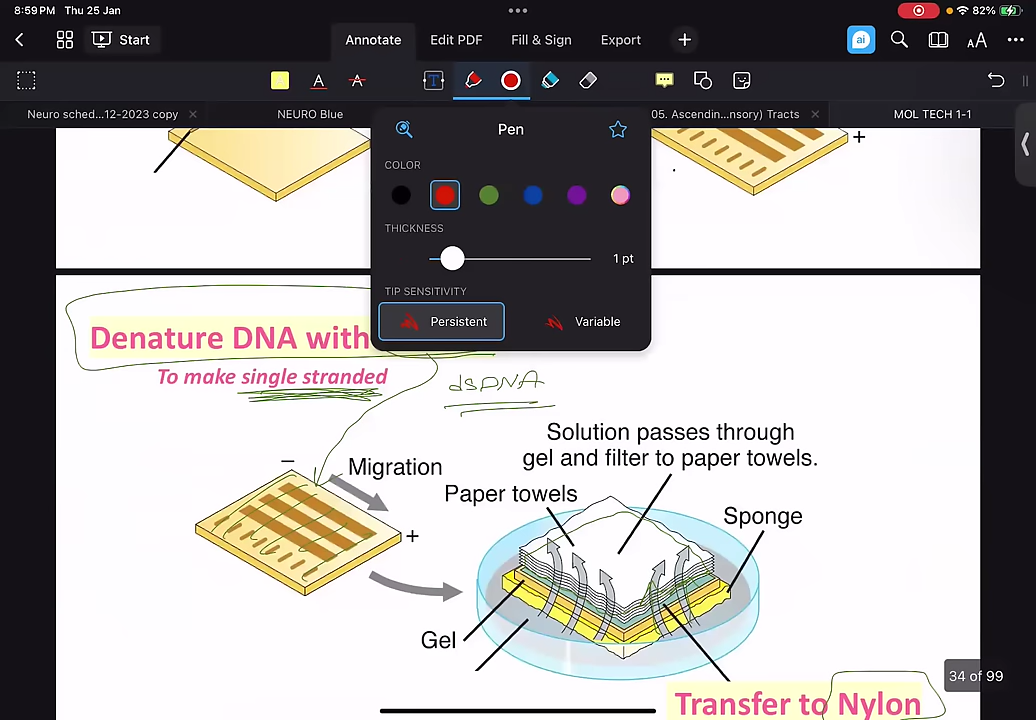 8:59 PM Thu 25 Jan
82%
Start
Annotate
Edit PDF
Fill & Sign
Export
ai
AA
T
A
A
Neuro sched...12-2023 copy
NEURO Blue
05. Ascendin...nsory) Tracts
MOL TECH 1-1
Pen
COLOR
THICKNESS
1 pt
TIP SENSITIVITY
Persistent
Variable
+
Denature DNA with
To make single stranded
dsDNA
Solution passes through
gel and filter to paper towels.
−
Migration
Paper towels
Sponge
+
Gel
34 of 99
Transfer to Nylon